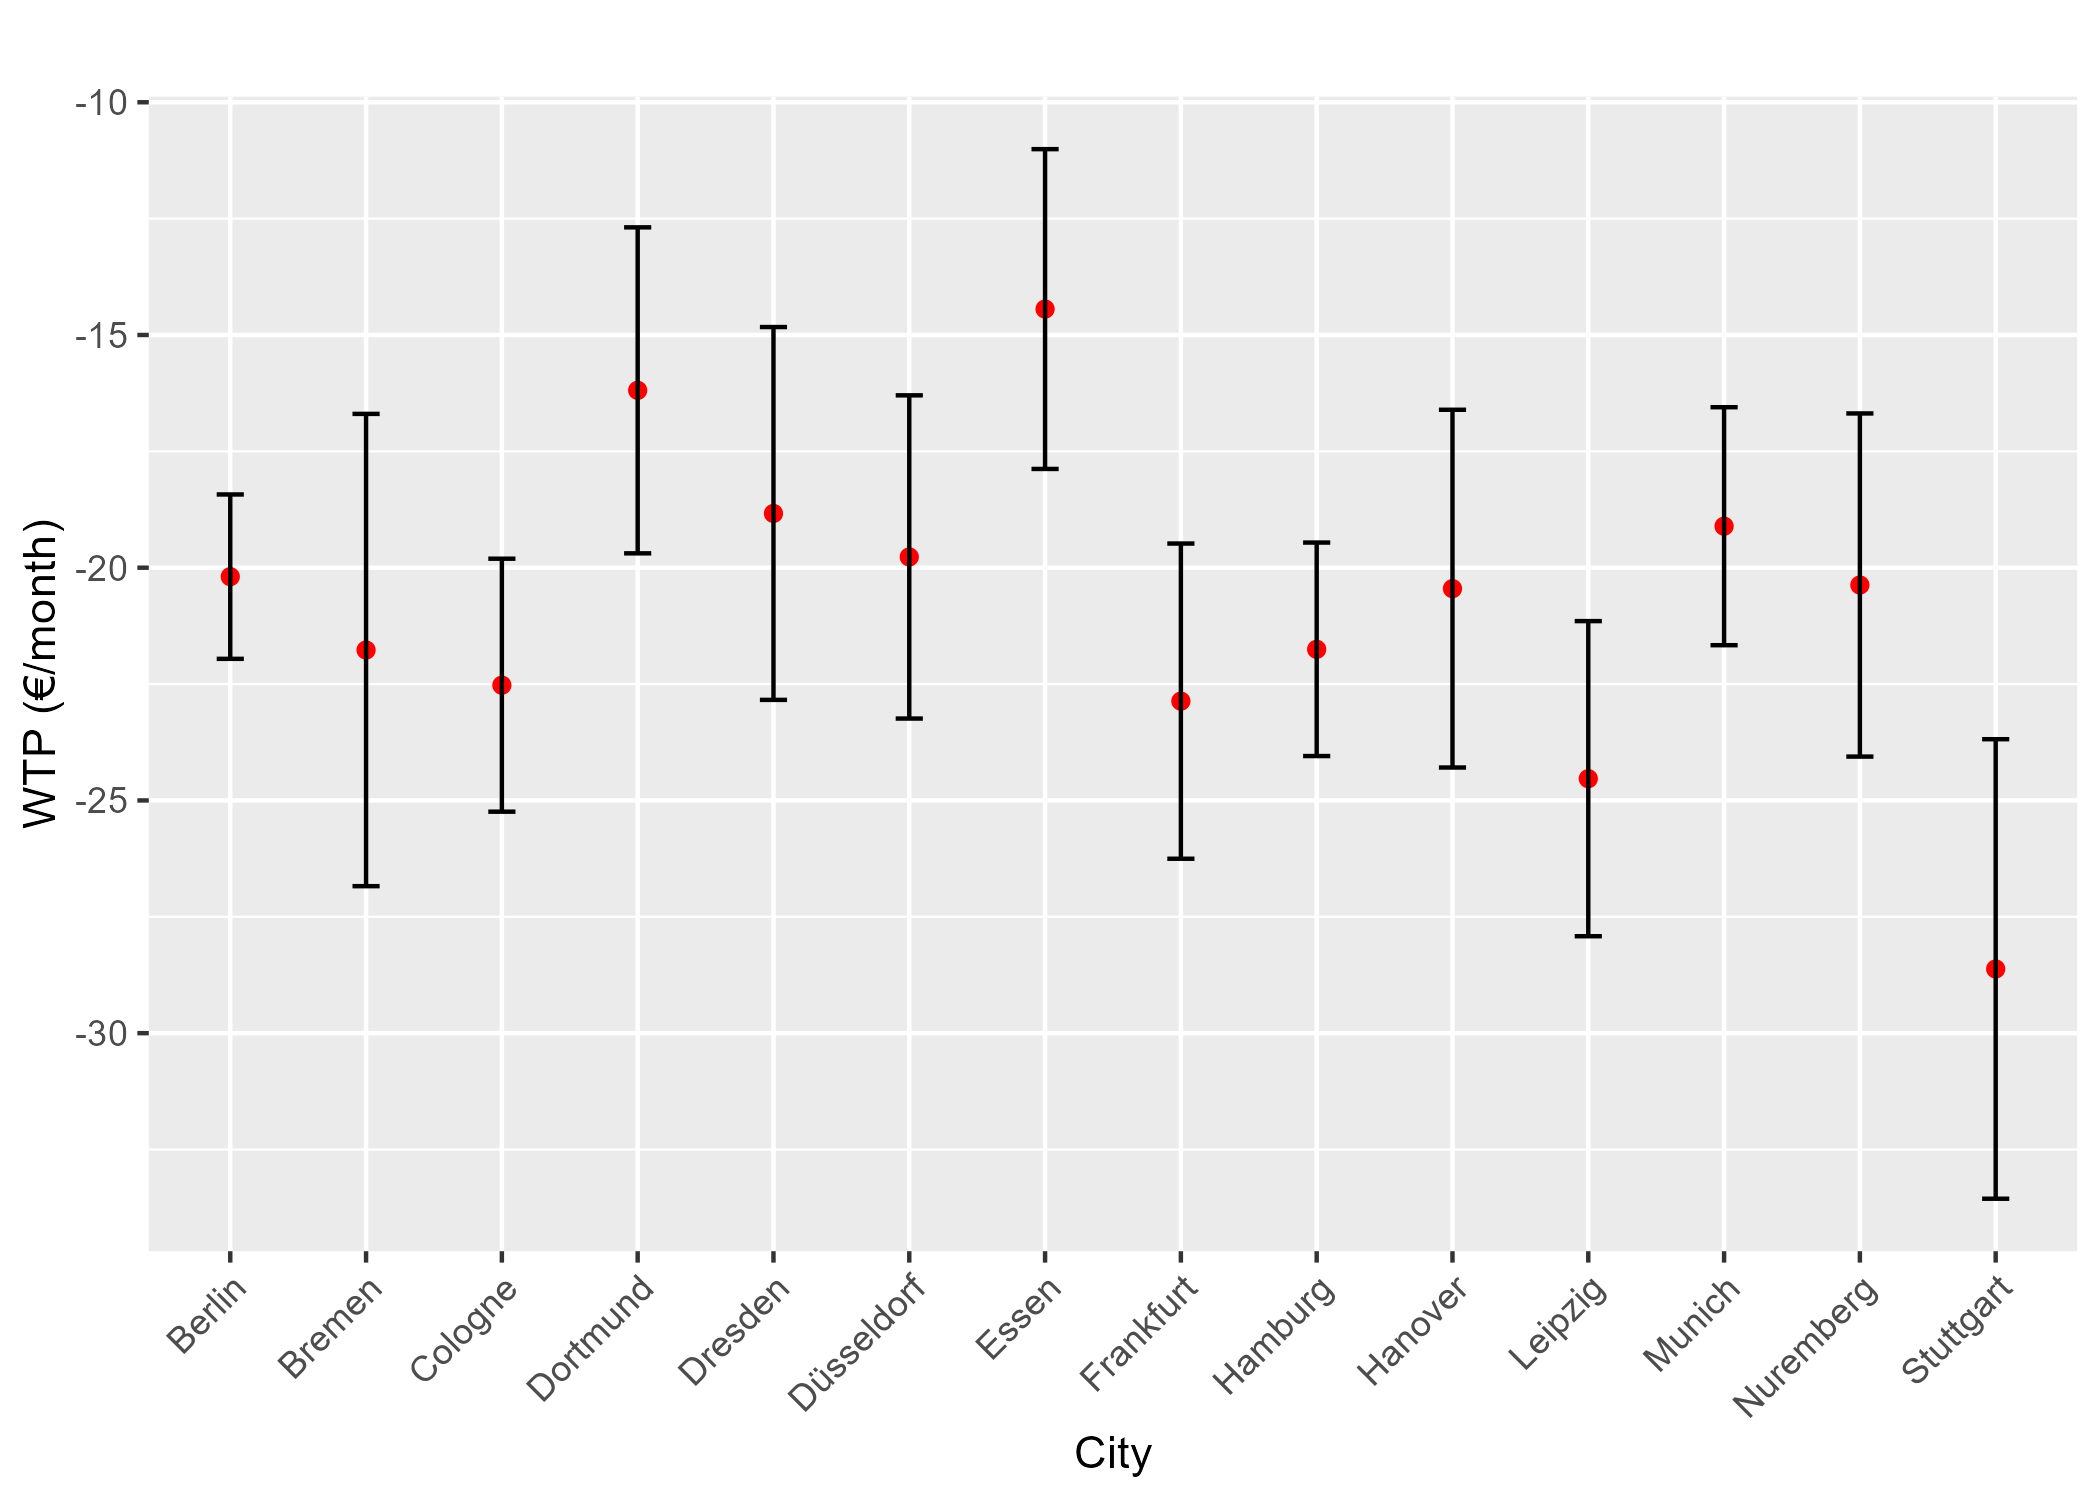 WTP (€/month)
-10
-15
-20
-25
-30
Berlin
Bremen
Cologne
Dortmund
Dresden
Düsseldorf
Essen
Frankfurt
Hamburg
Hanover
Leipzig
Munich
Nuremberg
Stuttgart
City